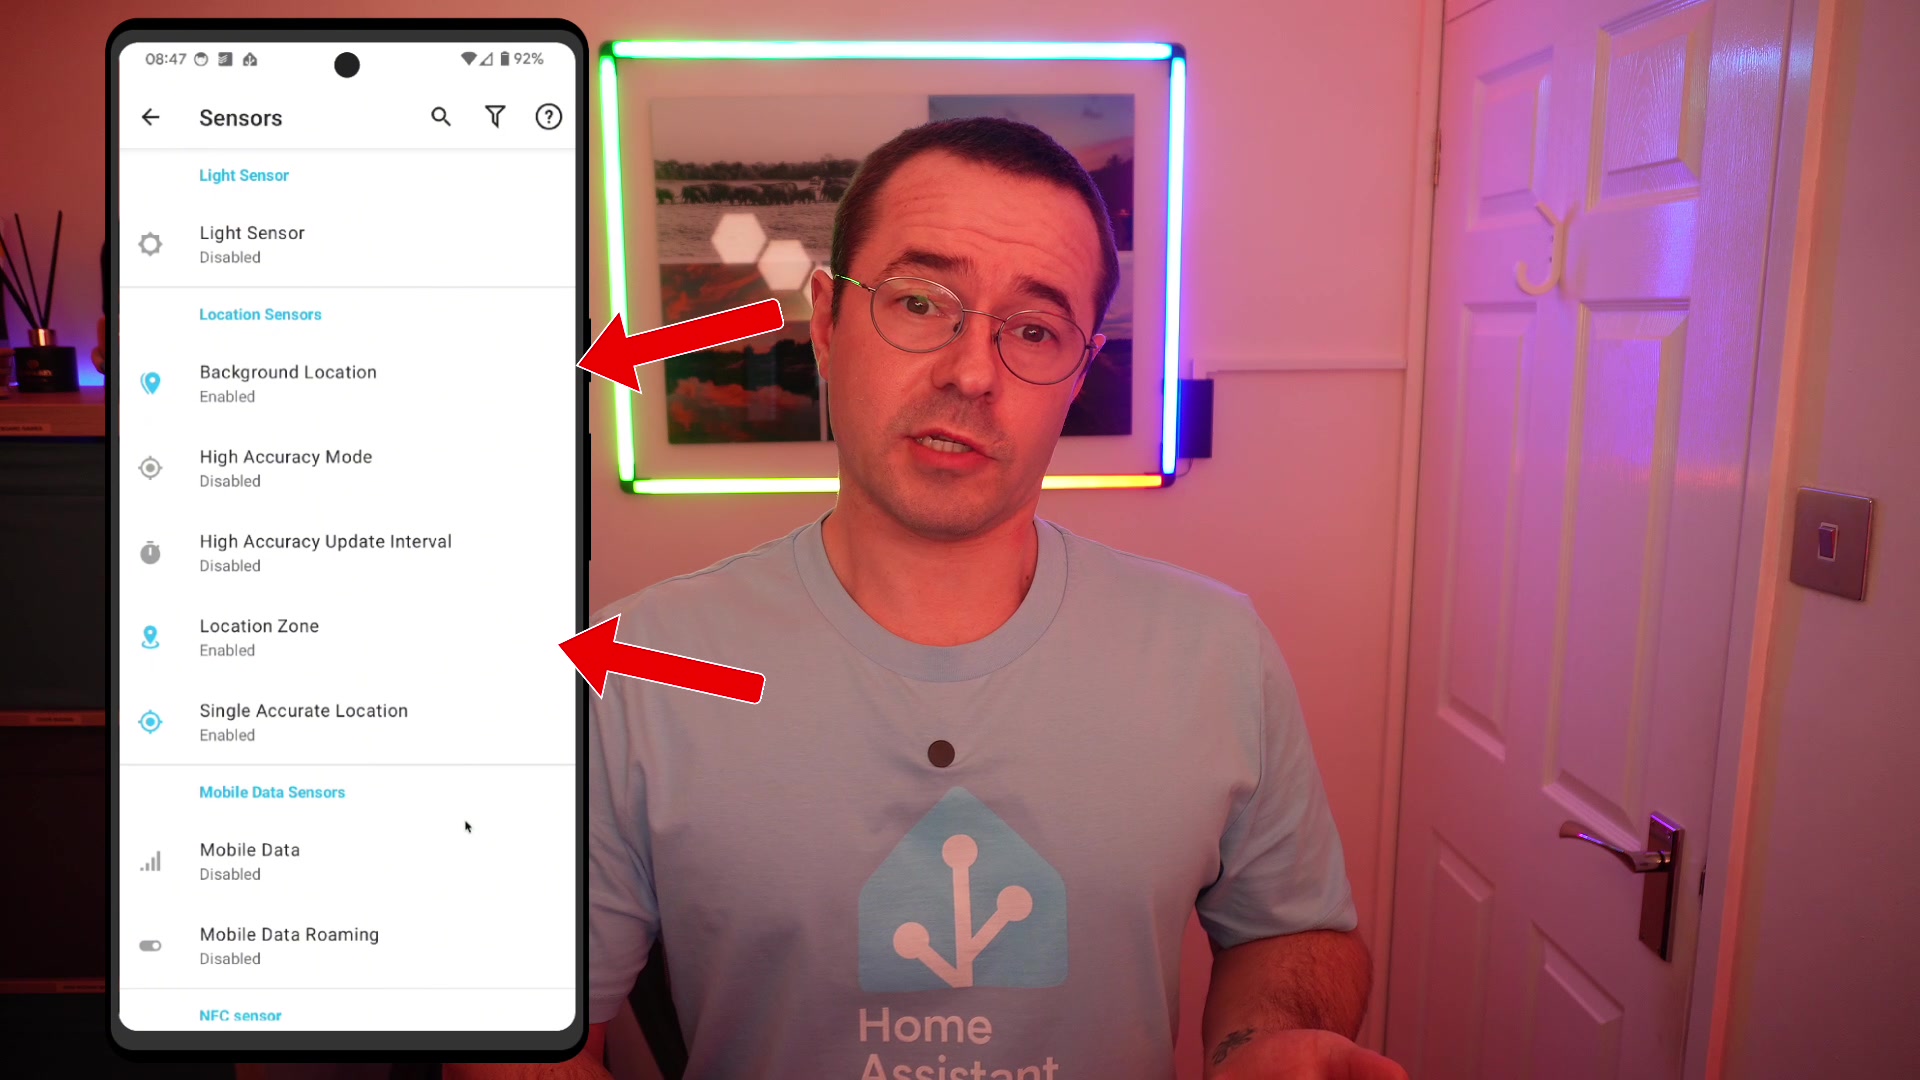 08:47
92%
Sensors
Light Sensor
Light Sensor
Disabled
Location Sensors
Background Location
Enabled
High Accuracy Mode
Disabled
High Accuracy Update Interval
Disabled
Location Zone
Enabled
Single Accurate Location
Enabled
Mobile Data Sensors
Mobile Data
Disabled
Mobile Data Roaming
Disabled
NFC sensor
Home
Assistant